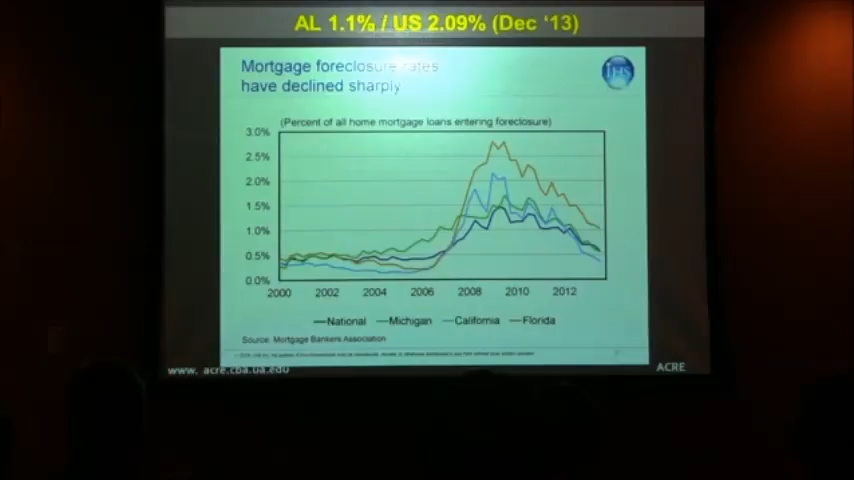 AL 1.1% / US 2.09% (Dec ‘13)
Mortgage foreclosure rates
have declined sharply
IHS
(Percent of all home mortgage loans entering foreclosure)
3.0%
2.5%
2.0%
1.5%
1.0%
0.5%
0.0%
2000 2002 2004 2006 2008 2010 2012
National Michigan California Florida
Source: Mortgage Bankers Association
www. acre.cba.ua.edu
ACRE